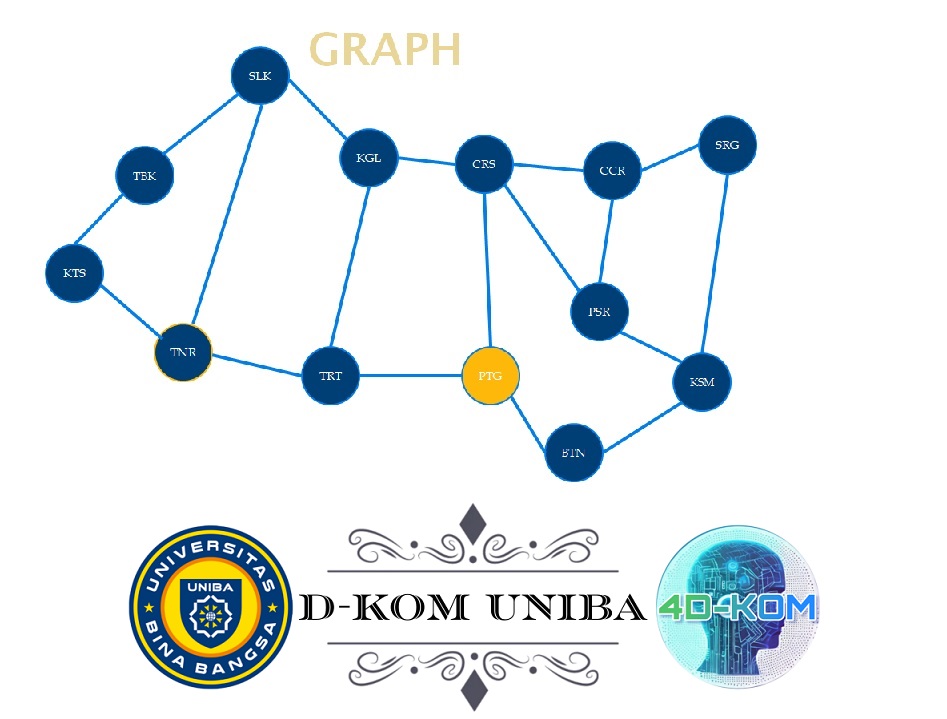 GRAPH
SLK
KGL
CRS
CCR
SRG
TBK
KTS
PSR
TNR
TRT
PTG
KSM
BTN
UNIVERSITAS
UNIBA
BINA BANGSA
D-KOM UNIBA
4D-KOM